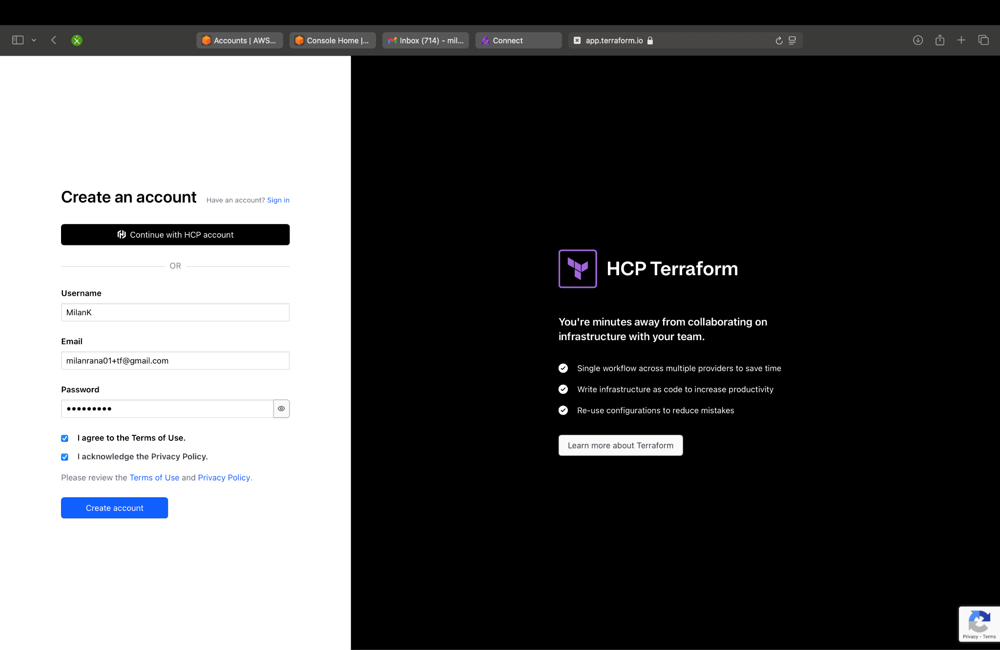 Accounts | AWS...
Console Home |...
Inbox (714) - mil...
Connect
app.terraform.io
Create an account
Have an account? Sign in
Continue with HCP account
OR
Username
MilanK
Email
milanrana01+tf@gmail.com
Password
I agree to the Terms of Use.
I acknowledge the Privacy Policy.
Please review the Terms of Use and Privacy Policy.
Create account
HCP Terraform
You're minutes away from collaborating on
infrastructure with your team.
Single workflow across multiple providers to save time
Write infrastructure as code to increase productivity
Re-use configurations to reduce mistakes
Learn more about Terraform
Privacy - Terms